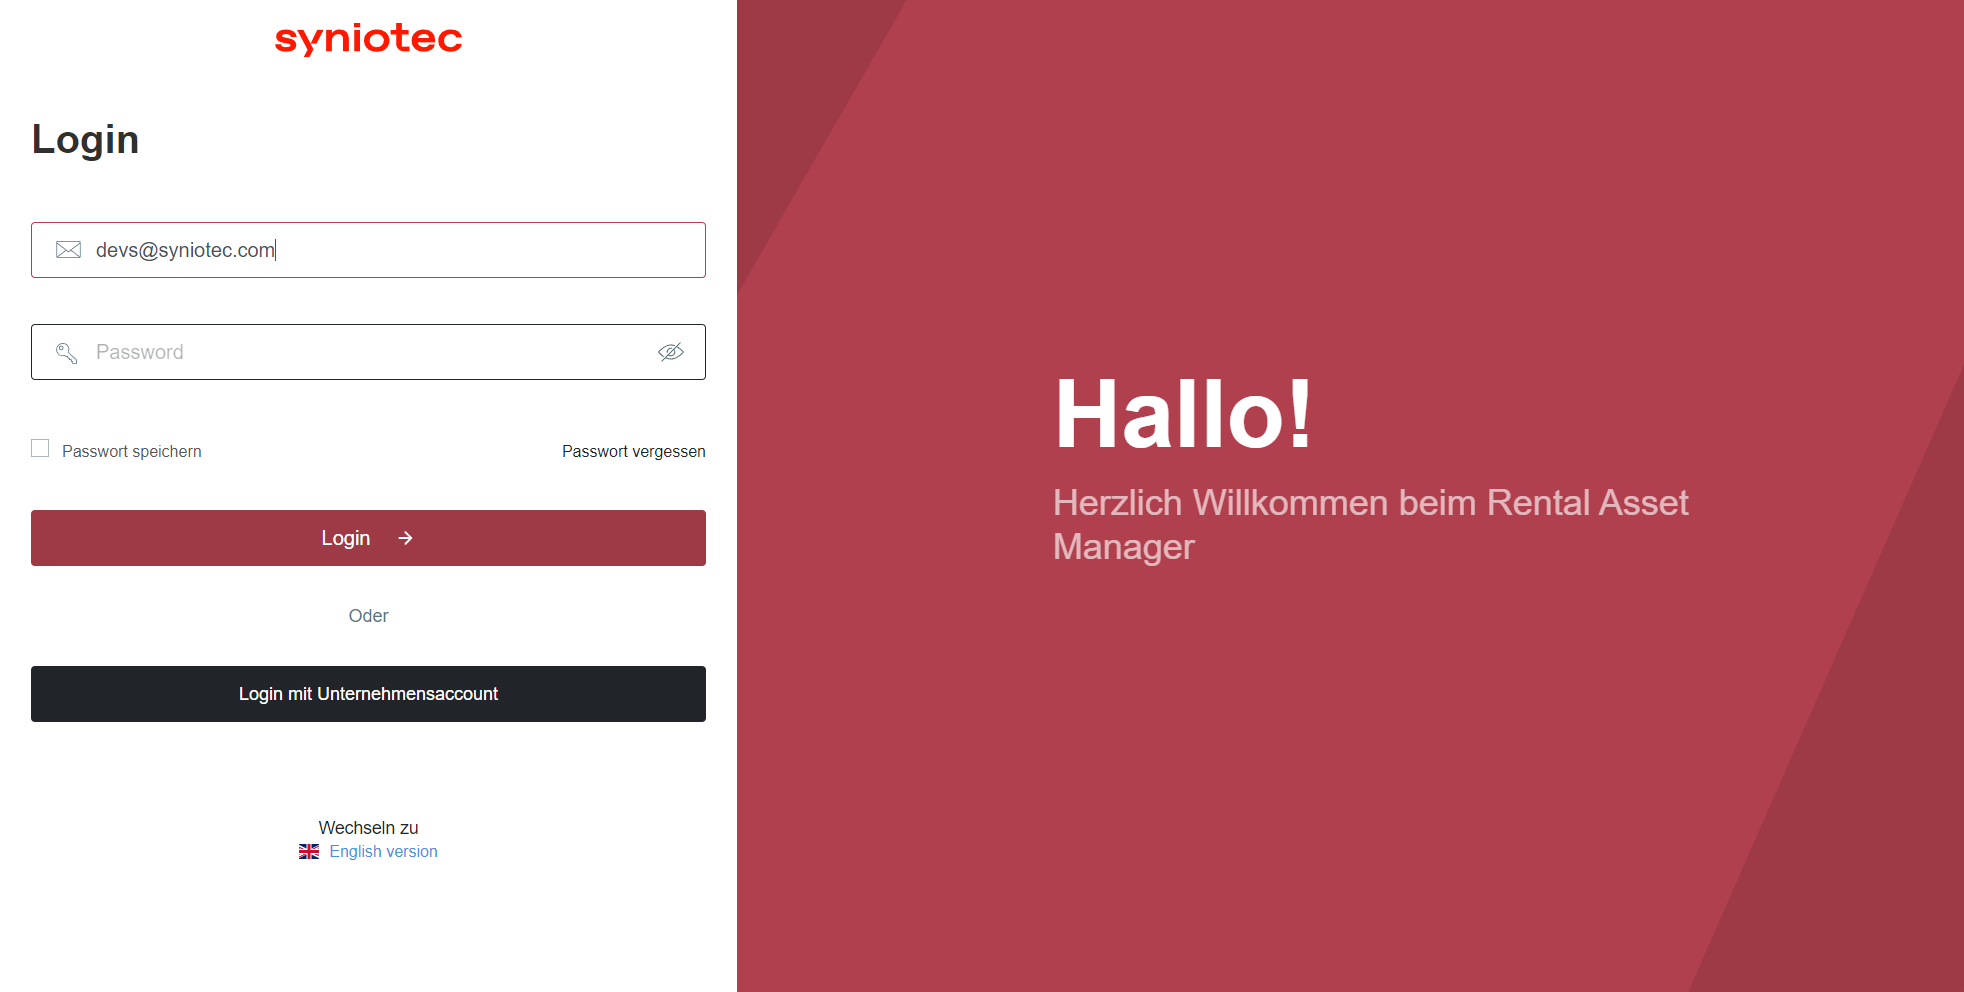 syniotec
Login
devs@syniotec.com
Password
Passwort speichern
Passwort vergessen
Login
Oder
Login mit Unternehmensaccount
Wechseln zu
English version
Hallo!
Herzlich Willkommen beim Rental Asset
Manager